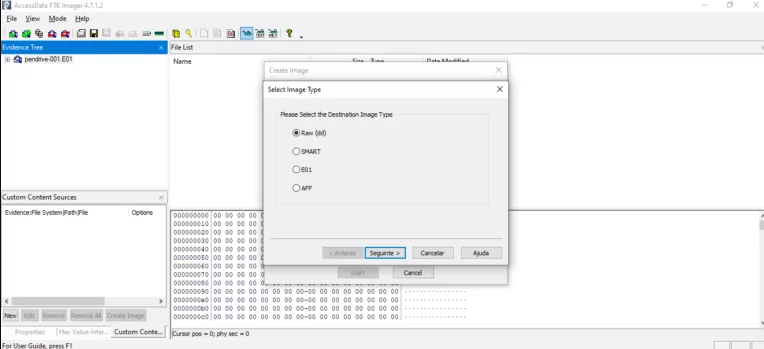 AccessData FTK Imager 4.7.1.2
File View Mode Help
Evidence Tree
File List
pendrive-001.E01
Name Size Type Date Modified
Create Image
Select Image Type
Please Select the Destination Image Type
Raw (dd)
SMART
E01
AFF
< Anterior Seguinte > Cancelar Ajuda
Start Cancel
Custom Content Sources
Evidence:File System|Path|File Options
000000000 00 00 00 00
000000010 00 00 00 00
000000020 00 00 00 00
000000030 00 00 00 00
000000040 00 00 00 00
000000050 00 00 00 00
000000060 00 00 00 00
000000070 00 00 00 00
000000080 00 00 00 00
000000090 00 00 00 00 00 00 00 00-00 00 00 00 00 00 00 00 ................
0000000a0 00 00 00 00 00 00 00 00-00 00 00 00 00 00 00 00 ................
0000000b0 00 00 00 00 00 00 00 00-00 00 00 00 00 00 00 00 ................
0000000c0 00 00 00 00 00 00 00 00-00 00 00 00 00 00 00 00 ................
New Edit Remove Remove All Create Image
Properties Hex Value Inter... Custom Conte...
Cursor pos = 0; phy sec = 0
For User Guide, press F1